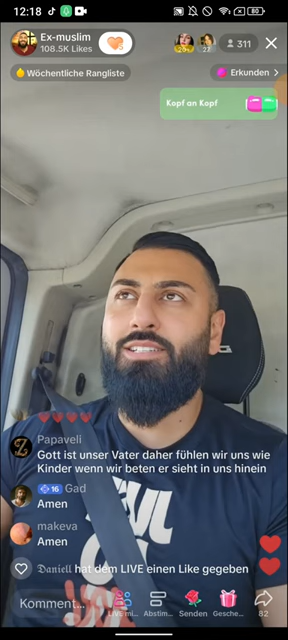 12:18
80
Ex-muslim
108.5K Likes
311
Wöchentliche Rangliste
Erkunden
Kopf an Kopf
Papaveli
Gott ist unser Vater daher fühlen wir uns wie
Kinder wenn wir beten er sieht in uns hinein
16 Gad
Amen
makeva
Amen
Daniell hat dem LIVE einen Like gegeben
Komment...
LIVE mi...
Abstim...
Senden
Gesche...
82